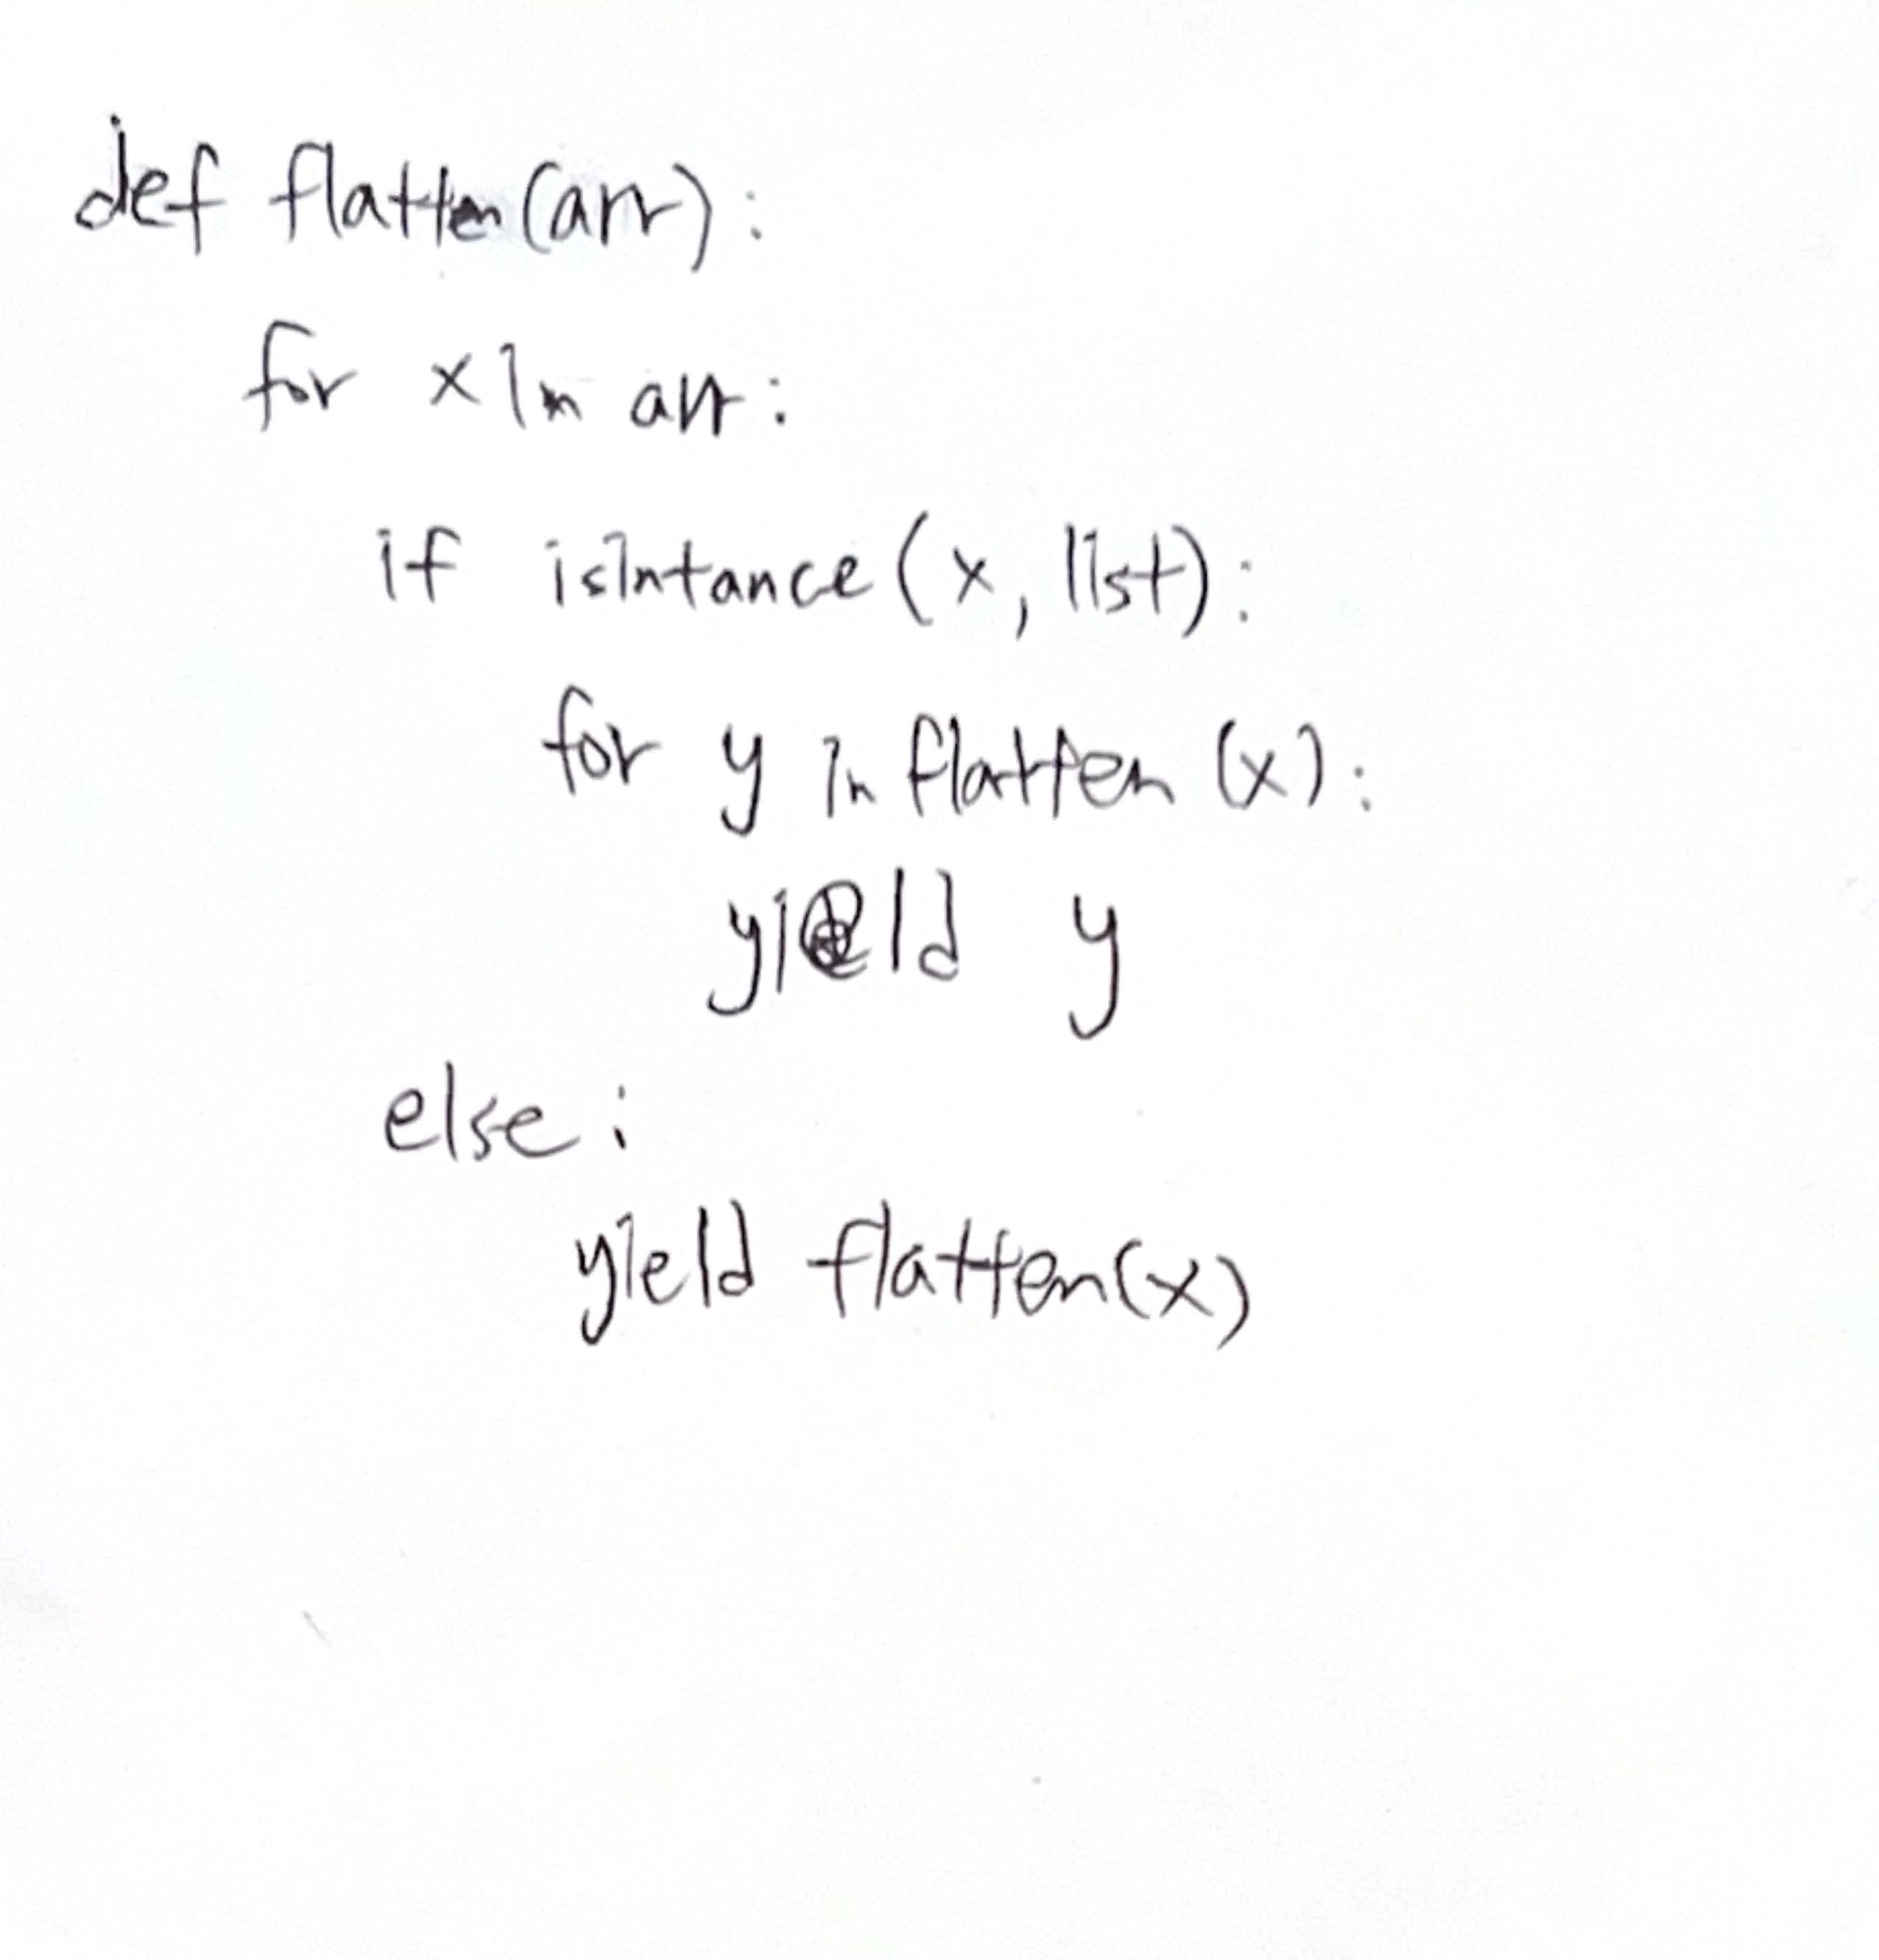 def flatten(arr):
for x in arr:
if isintance(x, list):
for y in flatten (x):
yield y
else:
yield flatten(x)